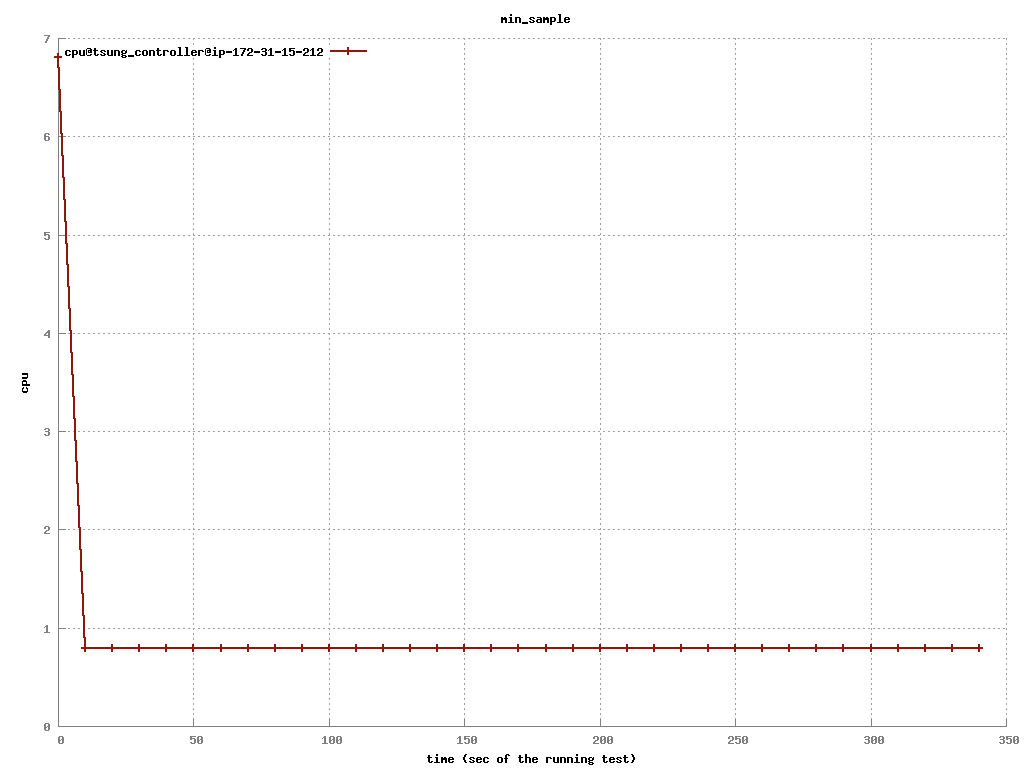 min_sample
7
cpu@tsung_controller@ip-172-31-15-212
6
5
4
cpu
3
2
1
0
0 50 100 150 200 250 300 350
time (sec of the running test)